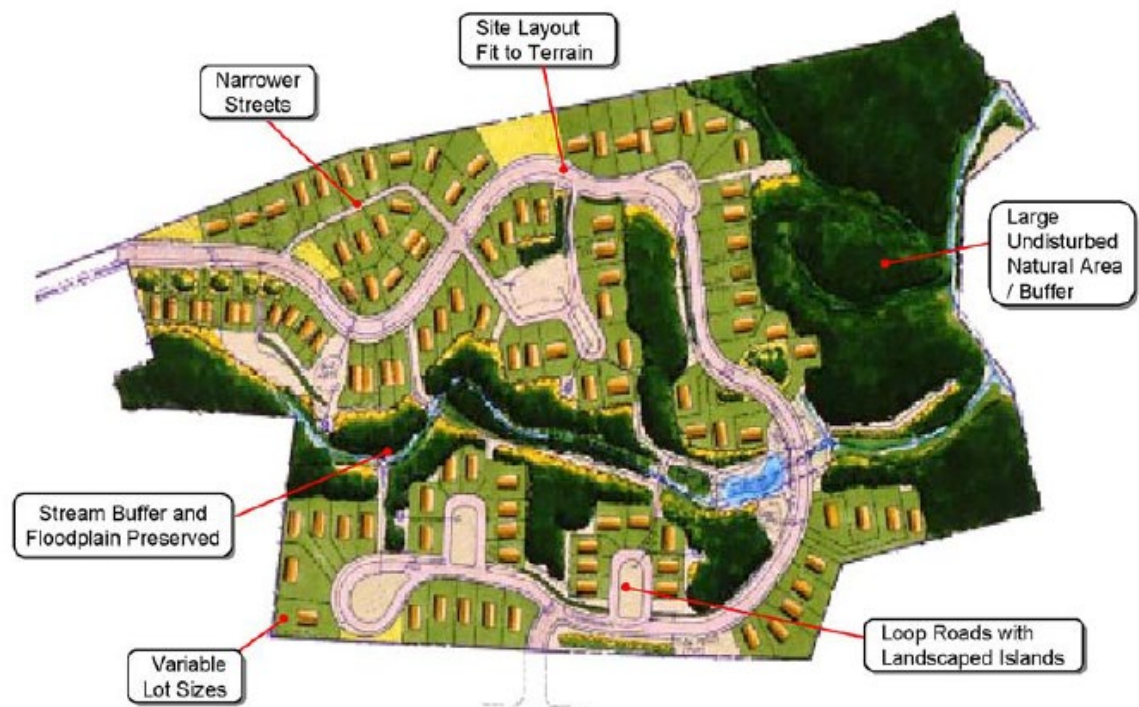 Site Layout
Fit to Terrain
Narrower
Streets
Large
Undisturbed
Natural Area
/ Buffer
Stream Buffer and
Floodplain Preserved
Loop Roads with
Landscaped Islands
Variable
Lot Sizes